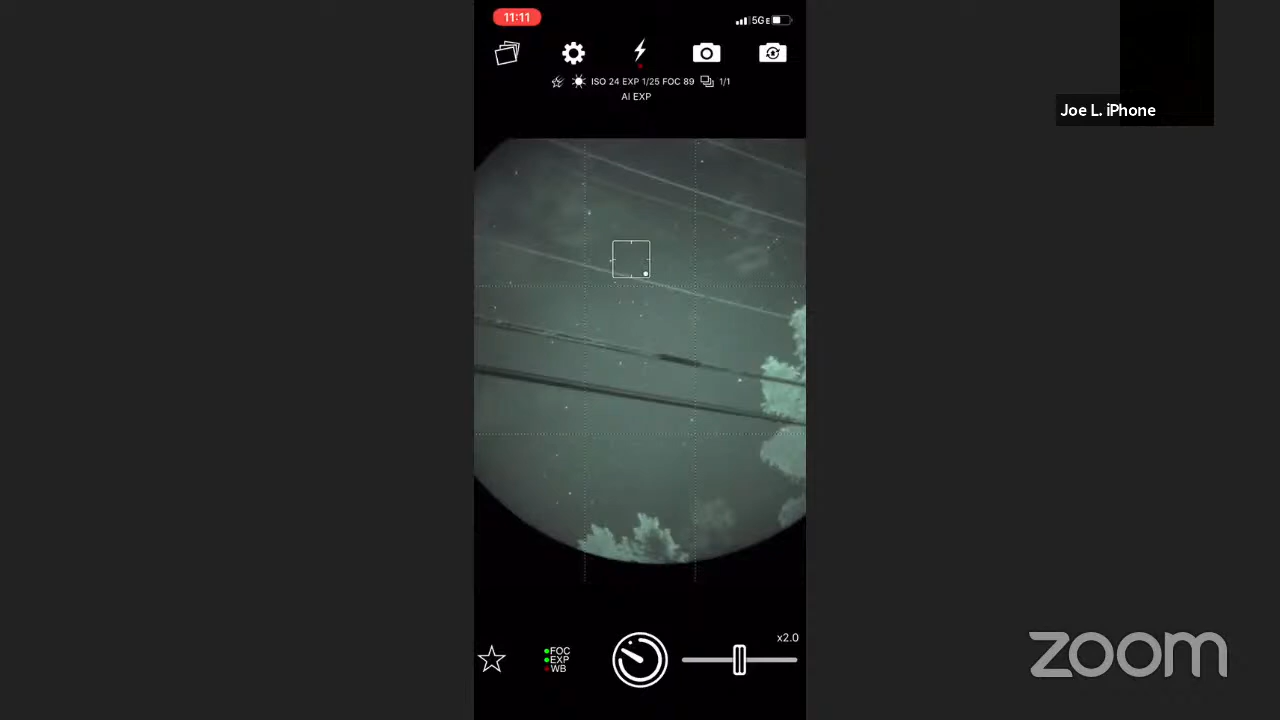 11:11
5GE
ISO 24 EXP 1/25 FOC 89 1/1
AI EXP
Joe L. iPhone
x2.0
FOC
EXP
WB
zoom